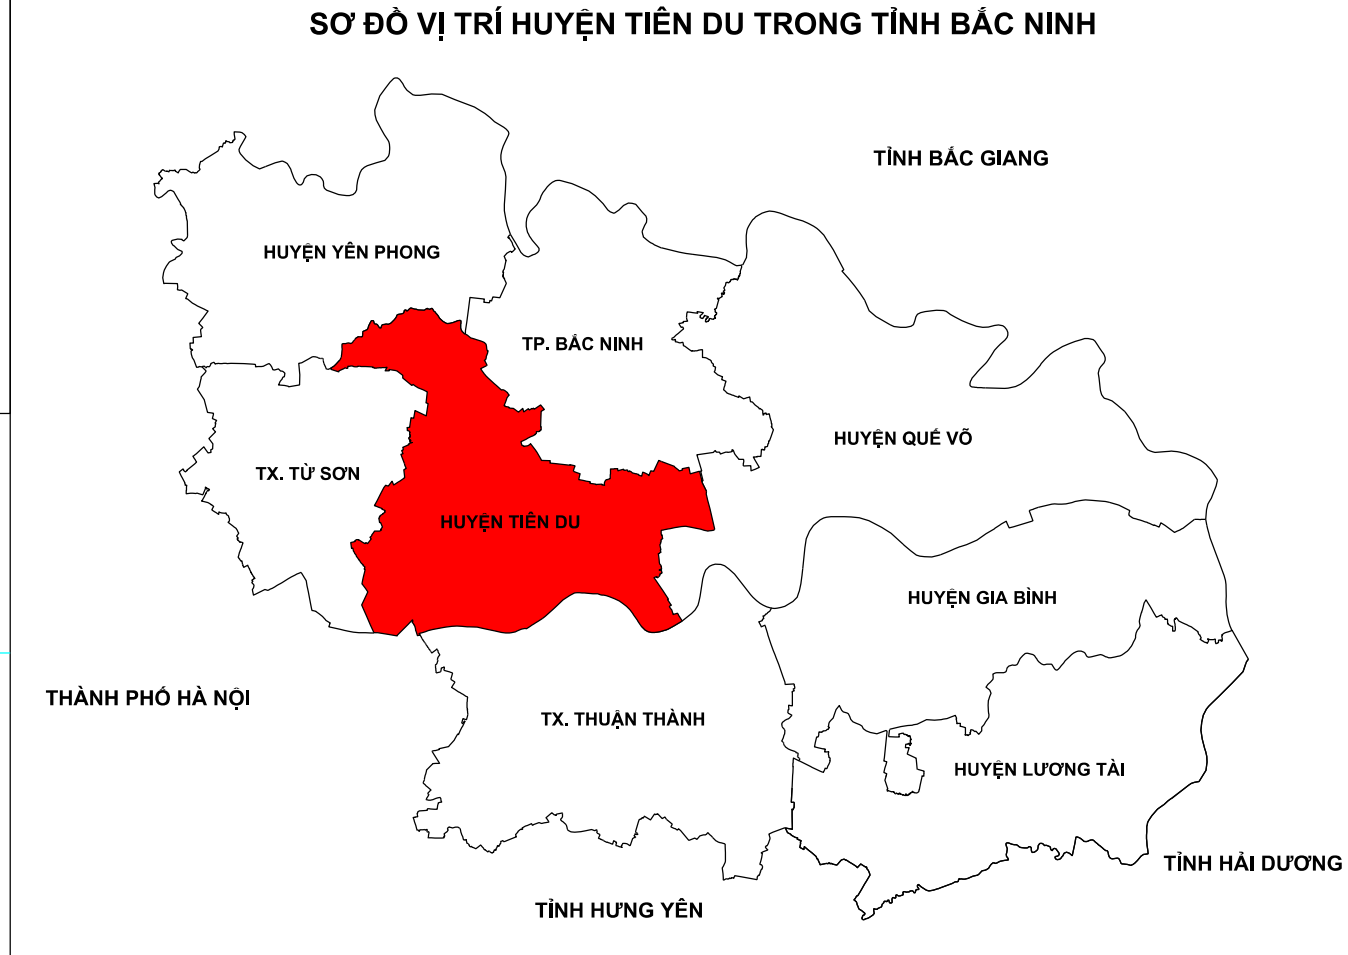 SƠ ĐỒ VỊ TRÍ HUYỆN TIÊN DU TRONG TỈNH BẮC NINH
TỈNH BẮC GIANG
HUYỆN YÊN PHONG
TP. BẮC NINH
HUYỆN QUẾ VÕ
TX. TỪ SƠN
HUYỆN TIÊN DU
HUYỆN GIA BÌNH
THÀNH PHỐ HÀ NỘI
TX. THUẬN THÀNH
HUYỆN LƯƠNG TÀI
TỈNH HẢI DƯƠNG
TỈNH HƯNG YÊN